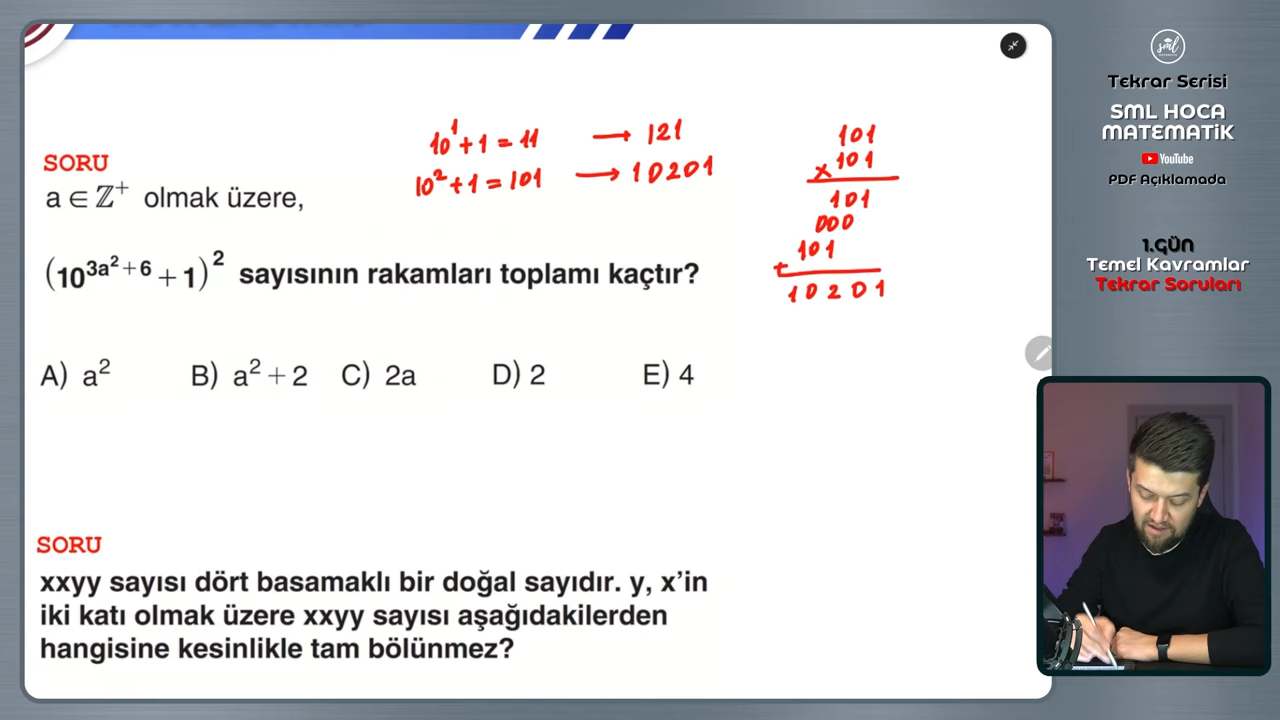 SORU
a ∈ ℤ⁺ olmak üzere,
(10^(3a²+6) + 1)² sayısının rakamları toplamı kaçtır?
A) a² B) a² + 2 C) 2a D) 2 E) 4
10¹ + 1 = 11 → 121
10² + 1 = 101 → 10201
101
x 101
101
000
101
+
10201
SORU
xxyy sayısı dört basamaklı bir doğal sayıdır. y, x’in
iki katı olmak üzere xxyy sayısı aşağıdakilerden
hangisine kesinlikle tam bölünmez?
sml
Tekrar Serisi
SML HOCA
MATEMATİK
YouTube
PDF Açıklamada
1.GÜN
Temel Kavramlar
Tekrar Soruları